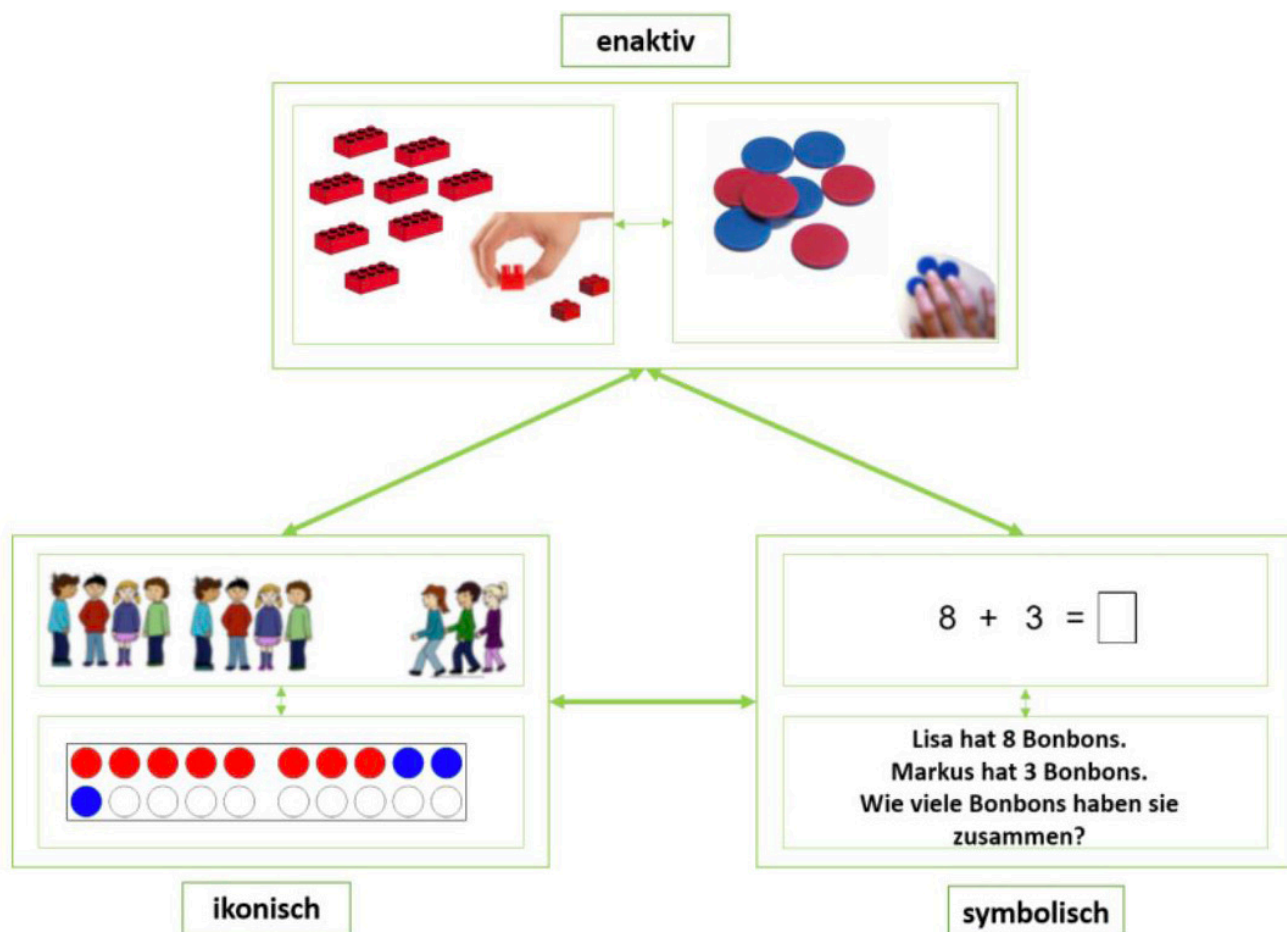 enaktiv
8 + 3 =
Lisa hat 8 Bonbons.
Markus hat 3 Bonbons.
Wie viele Bonbons haben sie
zusammen?
ikonisch
symbolisch